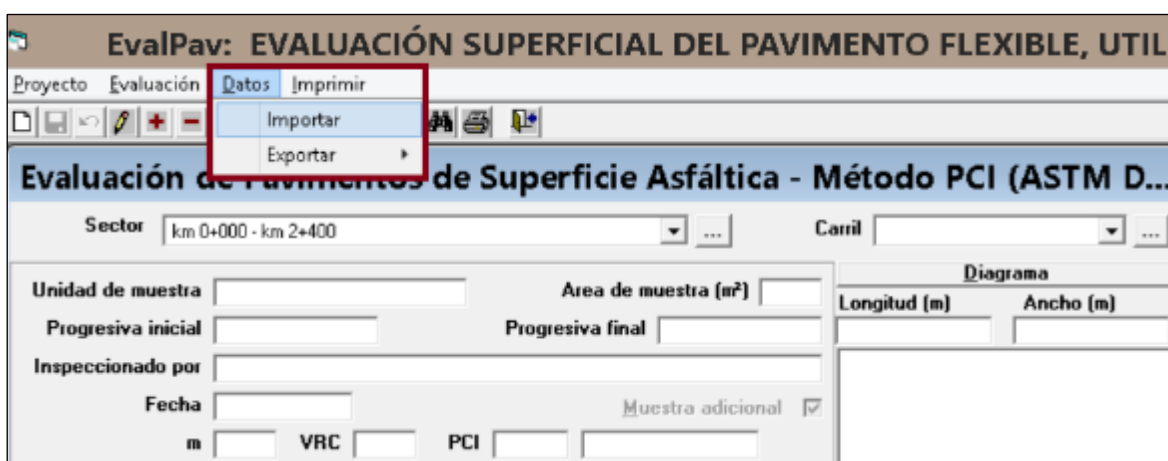 EvalPav: EVALUACIÓN SUPERFICIAL DEL PAVIMENTO FLEXIBLE, UTIL
Proyecto Evaluación Datos Imprimir
Importar
Exportar
Evaluación de Pavimentos de Superficie Asfáltica - Método PCI (ASTM D...
Sector km 0+000 - km 2+400 ... Carril ...
Unidad de muestra Area de muestra (m²)
Progresiva inicial Progresiva final
Inspeccionado por
Fecha Muestra adicional
m VRC PCI
Diagrama
Longitud (m) Ancho (m)